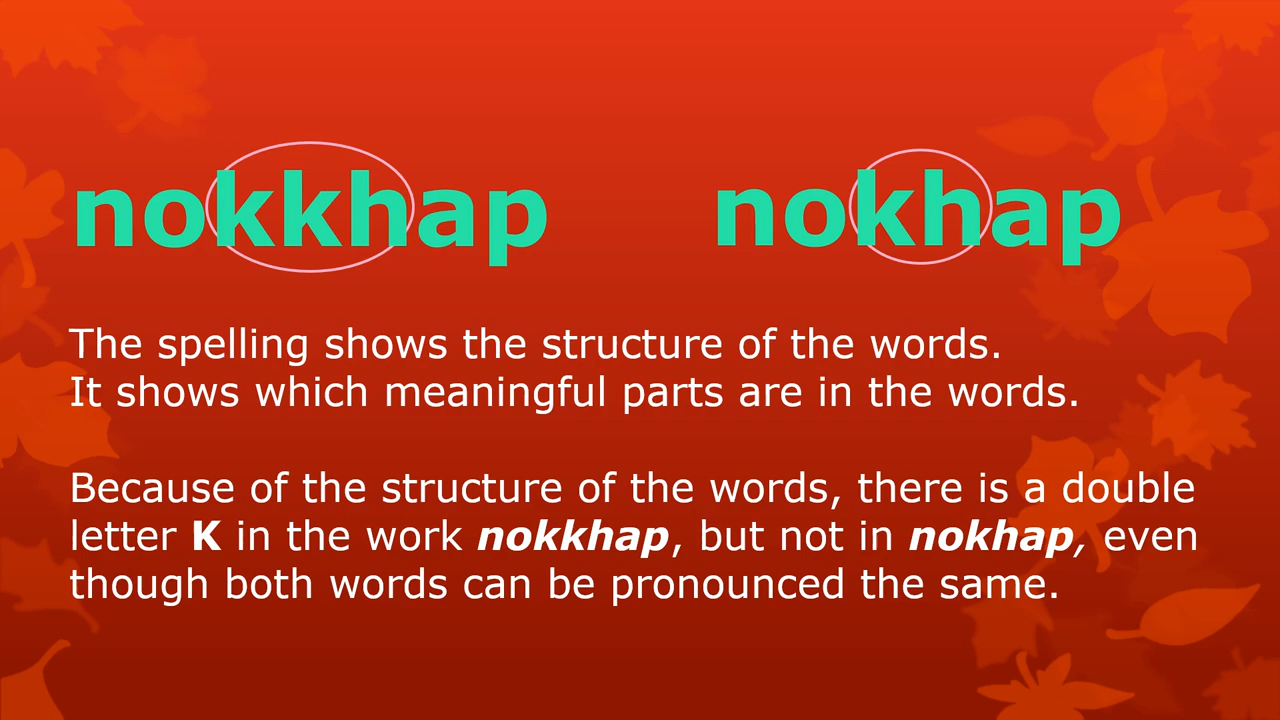 nokkhap nokhap
The spelling shows the structure of the words.
It shows which meaningful parts are in the words.
Because of the structure of the words, there is a double
letter K in the work nokkhap, but not in nokhap, even
though both words can be pronounced the same.